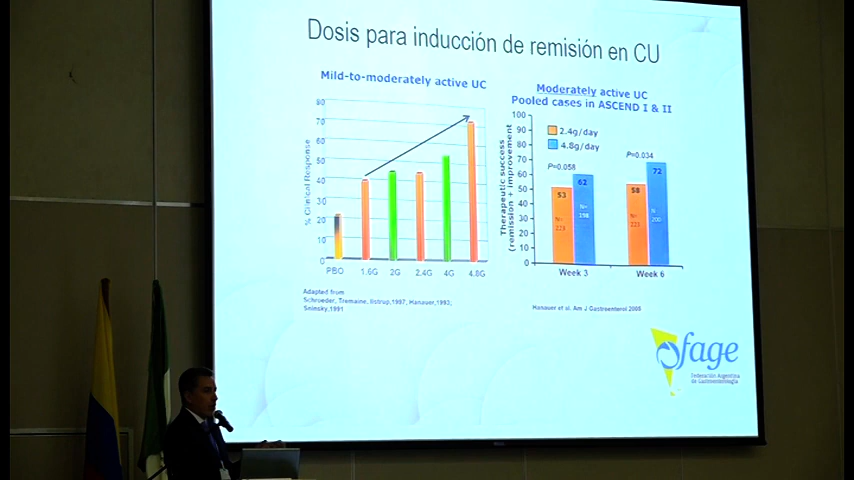 Dosis para inducción de remisión en CU
Mild-to-moderately active UC
% Clinical Response
80
70
60
50
40
30
20
10
0
PBO 1.6G 2G 2.4G 4G 4.8G
Adapted from
Schroeder, Tremaine, Ilstrup,1987, Hanauer,1993,
Sninsky,1991
Moderately active UC
Pooled cases in ASCEND I & II
Therapeutic success
(remission + improvement)
100
90
80
70
60
50
40
30
20
10
0
2.4g/day
4.8g/day
P=0.058
P=0.034
53
62
58
72
N=
N=
N=
N=
200
Week 3 Week 6
Hanauer et al. Am J Gastroenterol 2005
fage
Federación Argentina
de Gastroenterología